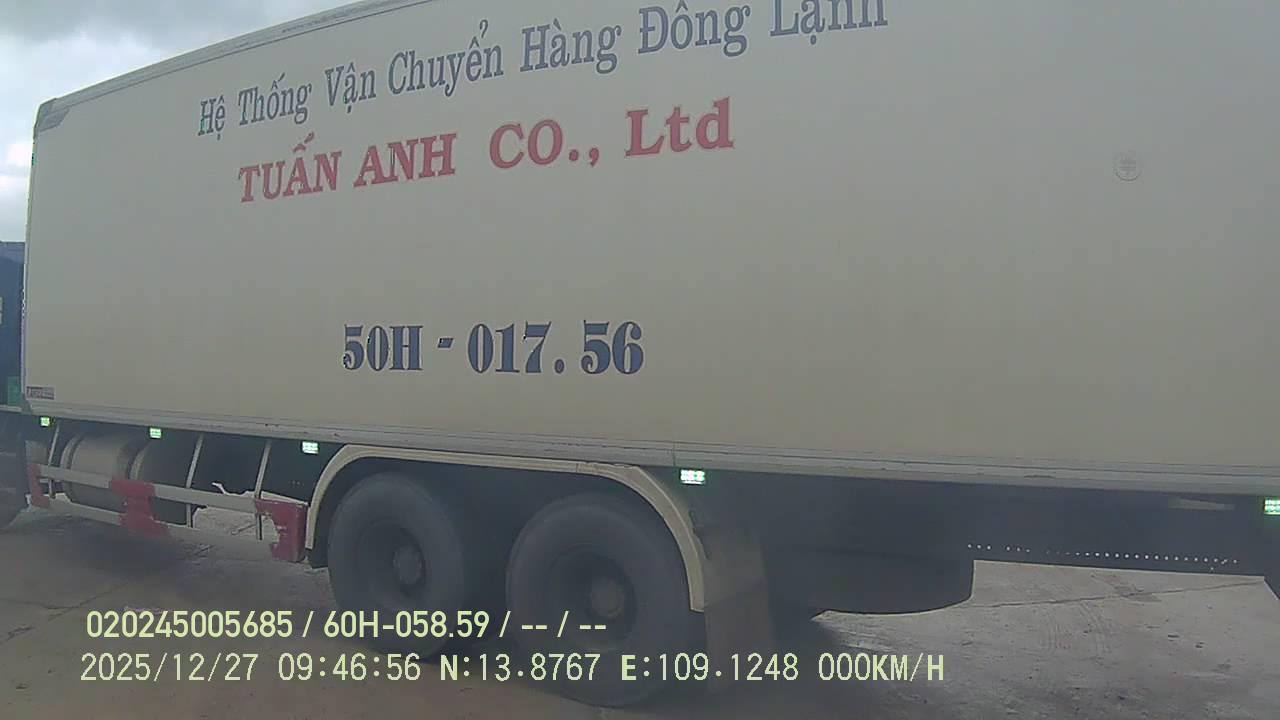 Hệ Thống Vận Chuyển Hàng Đông Lạnh
TUẤN ANH CO., Ltd
50H - 017.56
020245005685 / 60H-058.59 / -- / --
2025/12/27 09:46:56 N:13.8767 E:109.1248 000KM/H